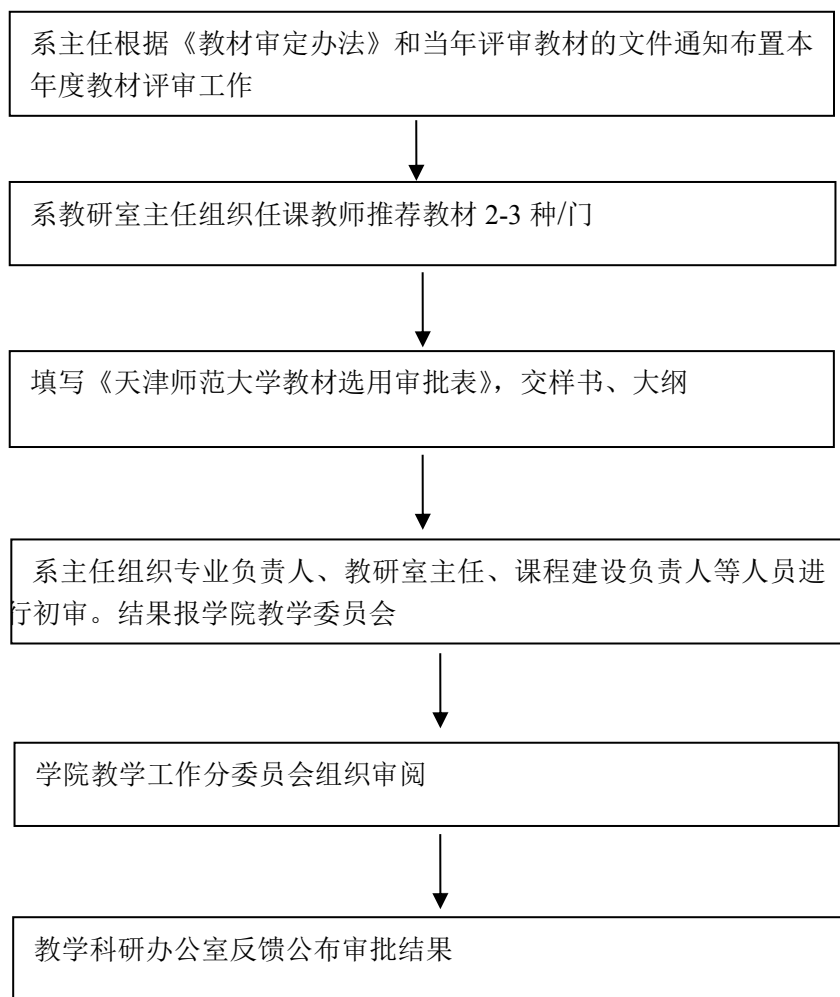 系主任根据《教材审定办法》和当年评审教材的文件通知布置本
年度教材评审工作
系教研室主任组织任课教师推荐教材 2-3 种/门
填写《天津师范大学教材选用审批表》，交样书、大纲
系主任组织专业负责人、教研室主任、课程建设负责人等人员进
行初审。结果报学院教学委员会
学院教学工作分委员会组织审阅
教学科研办公室反馈公布审批结果